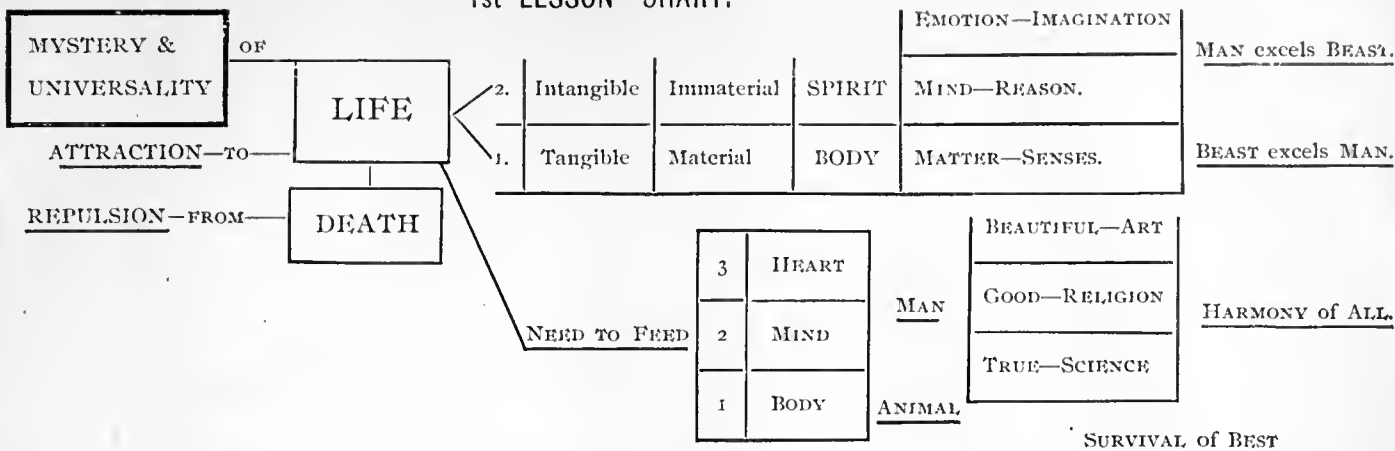 1st LESSON CHART.
MYSTERY & UNIVERSALITY
OF
LIFE
ATTRACTION—TO
REPULSION—FROM
DEATH
2. Intangible Immaterial SPIRIT
1. Tangible Material BODY
EMOTION—IMAGINATION
MIND—REASON.
MATTER—SENSES.
MAN excels BEAST.
BEAST excels MAN.
NEED TO FEED
3 HEART
2 MIND
1 BODY
MAN
ANIMAL
BEAUTIFUL—ART
GOOD—RELIGION
TRUE—SCIENCE
HARMONY of ALL.
SURVIVAL of BEST